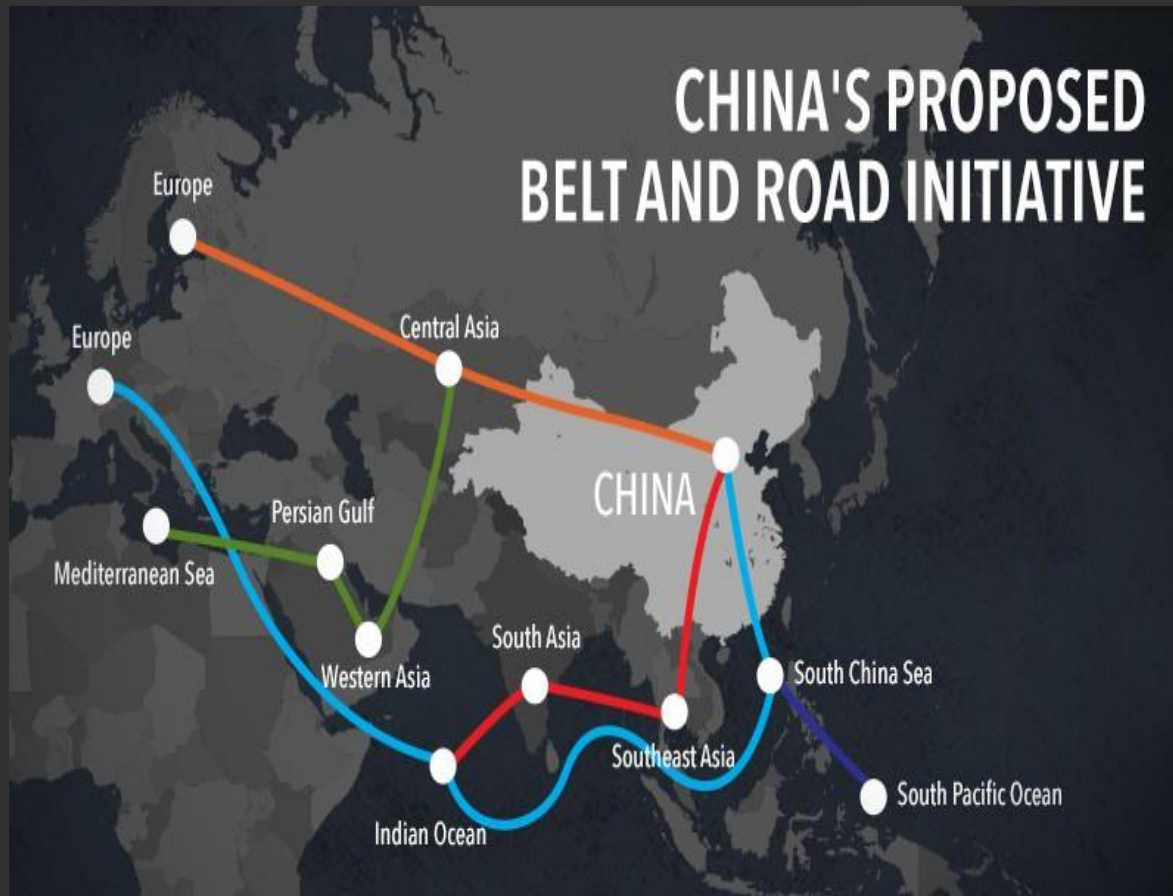 CHINA'S PROPOSED
BELT AND ROAD INITIATIVE
Europe
Central Asia
Europe
CHINA
Persian Gulf
Mediterranean Sea
South Asia
Western Asia
South China Sea
Southeast Asia
South Pacific Ocean
Indian Ocean